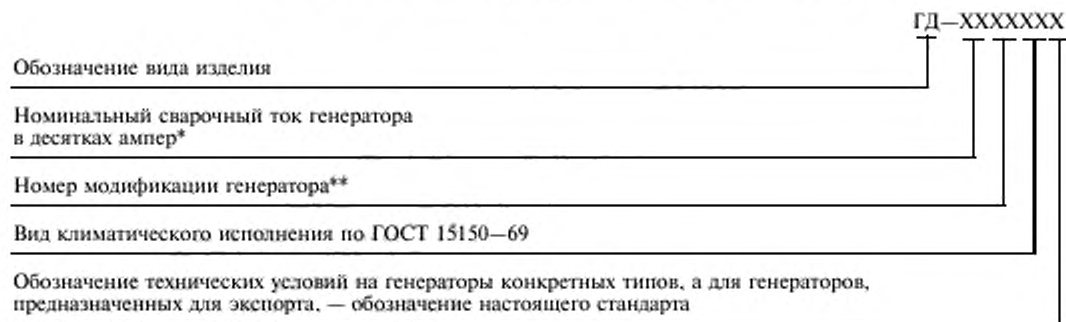 ГД—ХХХХХХХ
Обозначение вида изделия
Номинальный сварочный ток генератора
в десятках ампер*
Номер модификации генератора**
Вид климатического исполнения по ГОСТ 15150—69
Обозначение технических условий на генераторы конкретных типов, а для генераторов,
предназначенных для экспорта, — обозначение настоящего стандарта